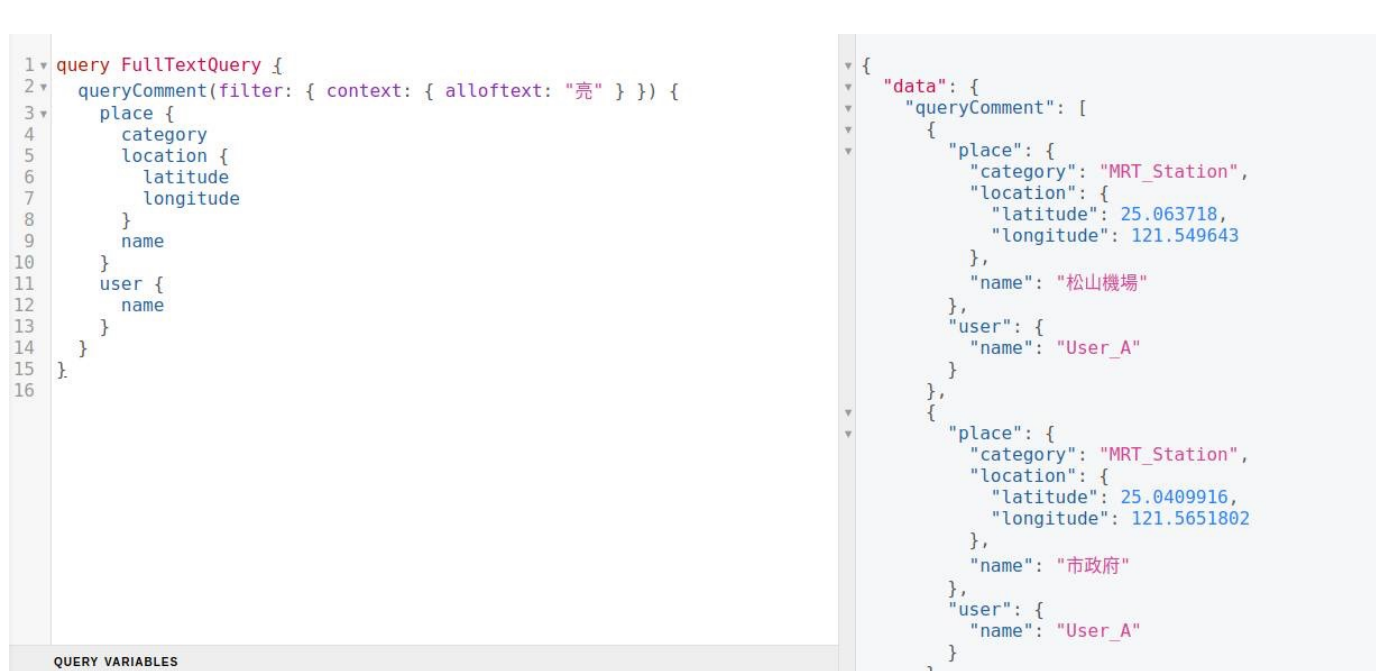 1 query FullTextQuery {
2 queryComment(filter: { context: { alloftext: "亮" } }) {
3 place {
4 category
5 location {
6 latitude
7 longitude
8 }
9 name
10 }
11 user {
12 name
13 }
14 }
15 }
16
QUERY VARIABLES
{
"data": {
"queryComment": [
{
"place": {
"category": "MRT_Station",
"location": {
"latitude": 25.063718,
"longitude": 121.549643
},
"name": "松山機場"
},
"user": {
"name": "User_A"
}
},
{
"place": {
"category": "MRT_Station",
"location": {
"latitude": 25.0409916,
"longitude": 121.5651802
},
"name": "市政府"
},
"user": {
"name": "User_A"
}